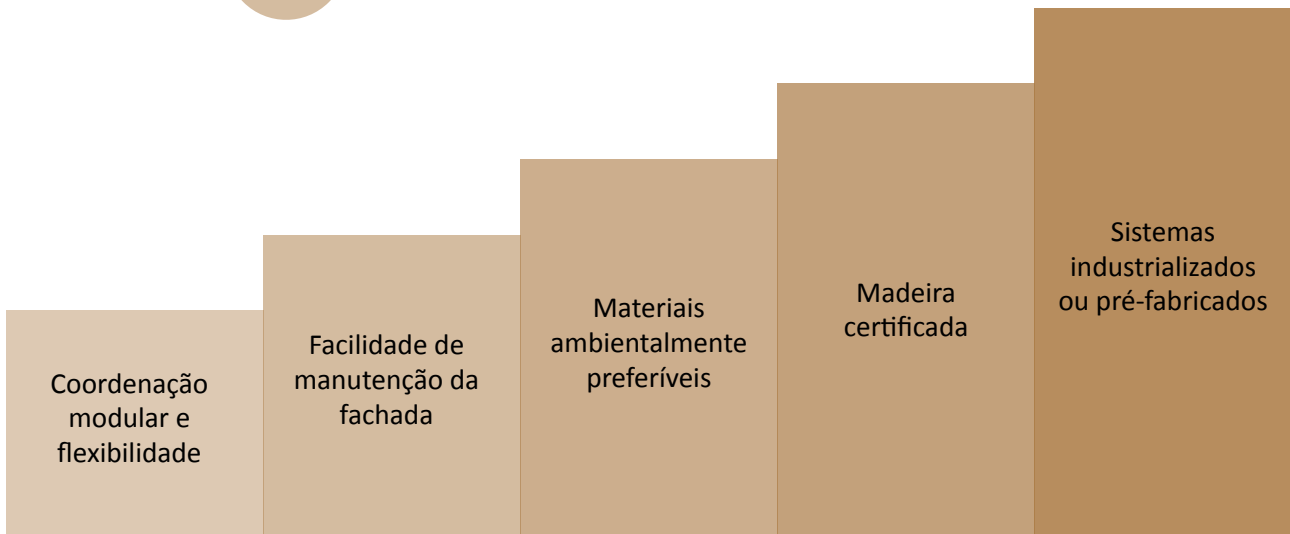 Coordenação
modular e
flexibilidade
Facilidade de
manutenção da
fachada
Materiais
ambientalmente
preferíveis
Madeira
certificada
Sistemas
industrializados
ou pré-fabricados